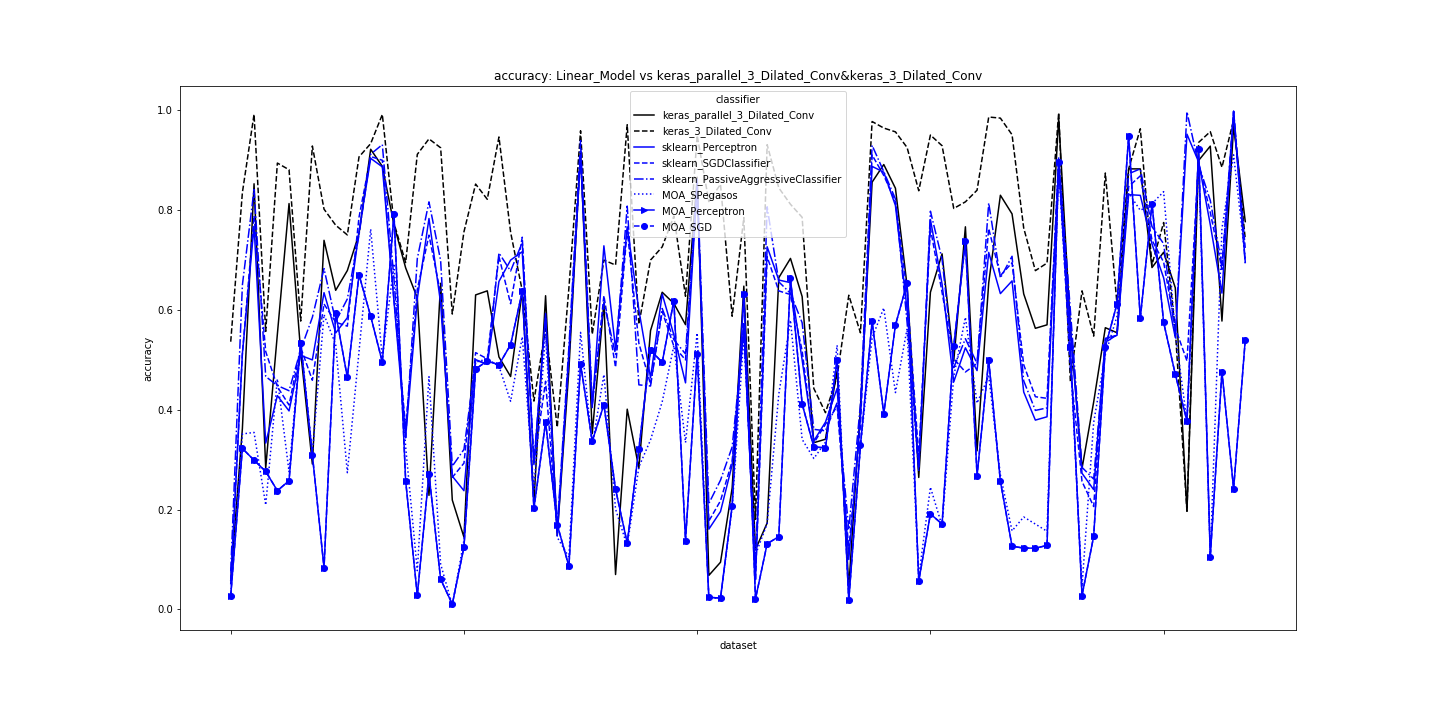 accuracy: Linear_Model vs keras_parallel_3_Dilated_Conv&keras_3_Dilated_Conv
classifier
keras_parallel_3_Dilated_Conv
keras_3_Dilated_Conv
sklearn_Perceptron
sklearn_SGDClassifier
sklearn_PassiveAggressiveClassifier
MOA_SPegasos
MOA_Perceptron
MOA_SGD
1.0
0.8
0.6
0.4
0.2
0.0
accuracy
dataset